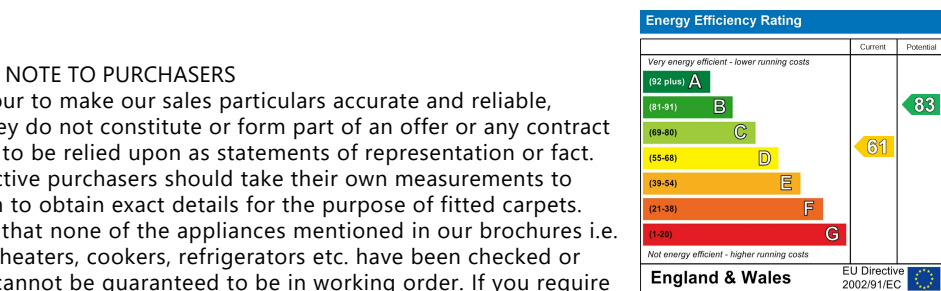 NOTE TO PURCHASERS
to make our sales particulars accurate and reliable,
do not constitute or form part of an offer or any contract
to be relied upon as statements of representation or fact.
purchasers should take their own measurements to
to obtain exact details for the purpose of fitted carpets.
that none of the appliances mentioned in our brochures i.e.
heaters, cookers, refrigerators etc. have been checked or
cannot be guaranteed to be in working order. If you require
Energy Efficiency Rating
Current Potential
Very energy efficient - lower running costs
(92 plus) A
(81-91) B
83
(69-80) C
61
(55-68) D
(39-54) E
(21-38) F
(1-20) G
Not energy efficient - higher running costs
England & Wales
EU Directive
2002/91/EC